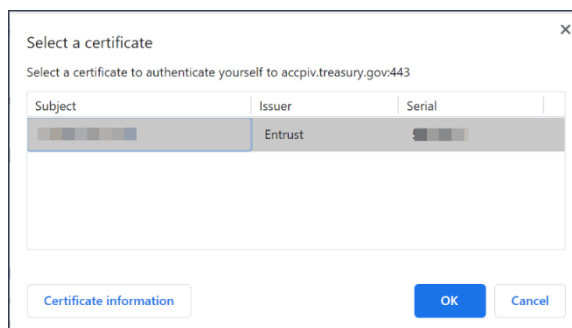 Select a certificate
Select a certificate to authenticate yourself to accpiv.treasury.gov:443
Subject Issuer Serial
Entrust
Certificate information OK Cancel